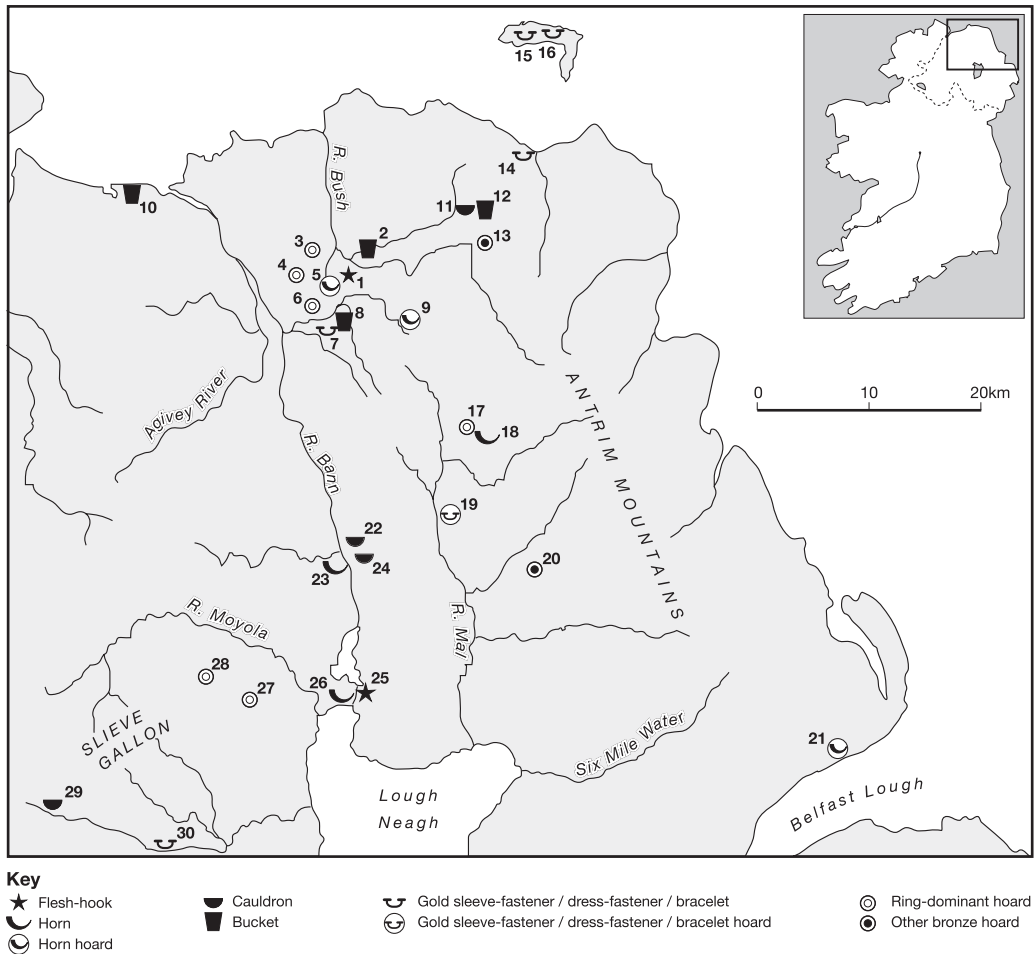 15 16
R. Bush
14
10
11 12
3 2
13
4 5 1
6
8 9
7
0 10 20km
Agivey River
ANTRIM MOUNTAINS
17
18
R. Bann
19
22
24
23
20
R. Moyola
R. Mai
28
27
26 25
SLIEVE
GALLON
Six Mile Water
21
29
Lough
Neagh
Belfast Lough
30
Key
Flesh-hook
Horn
Horn hoard
Cauldron
Bucket
Gold sleeve-fastener / dress-fastener / bracelet
Gold sleeve-fastener / dress-fastener / bracelet hoard
Ring-dominant hoard
Other bronze hoard